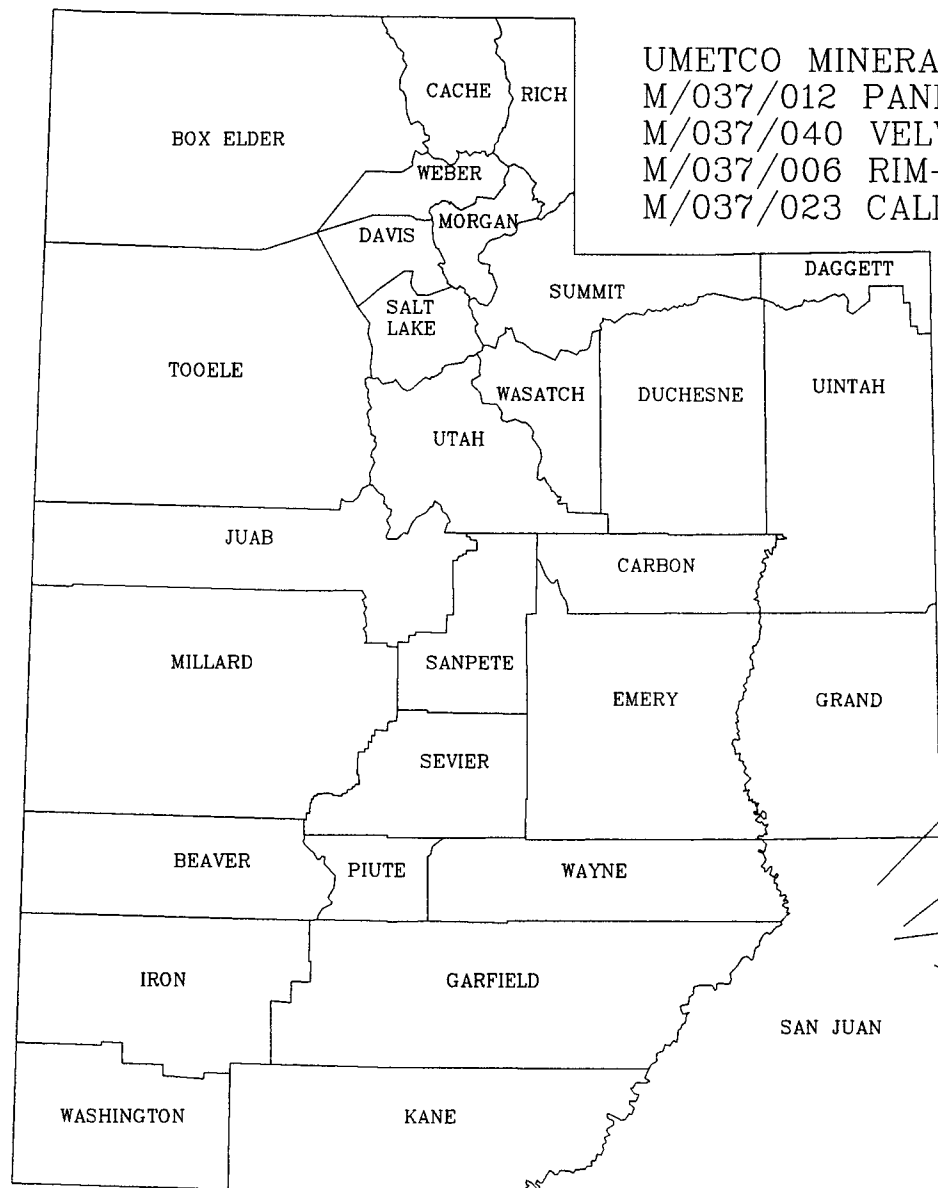 UMETCO MINERA
M/037/012 PAN
M/037/040 VEL
M/037/006 RIM-
M/037/023 CAL
CACHE
RICH
BOX ELDER
WEBER
MORGAN
DAVIS
DAGGETT
SUMMIT
SALT
LAKE
TOOELE
WASATCH
DUCHESNE
UINTAH
UTAH
JUAB
CARBON
MILLARD
SANPETE
EMERY
GRAND
SEVIER
BEAVER
PIUTE
WAYNE
IRON
GARFIELD
SAN JUAN
WASHINGTON
KANE